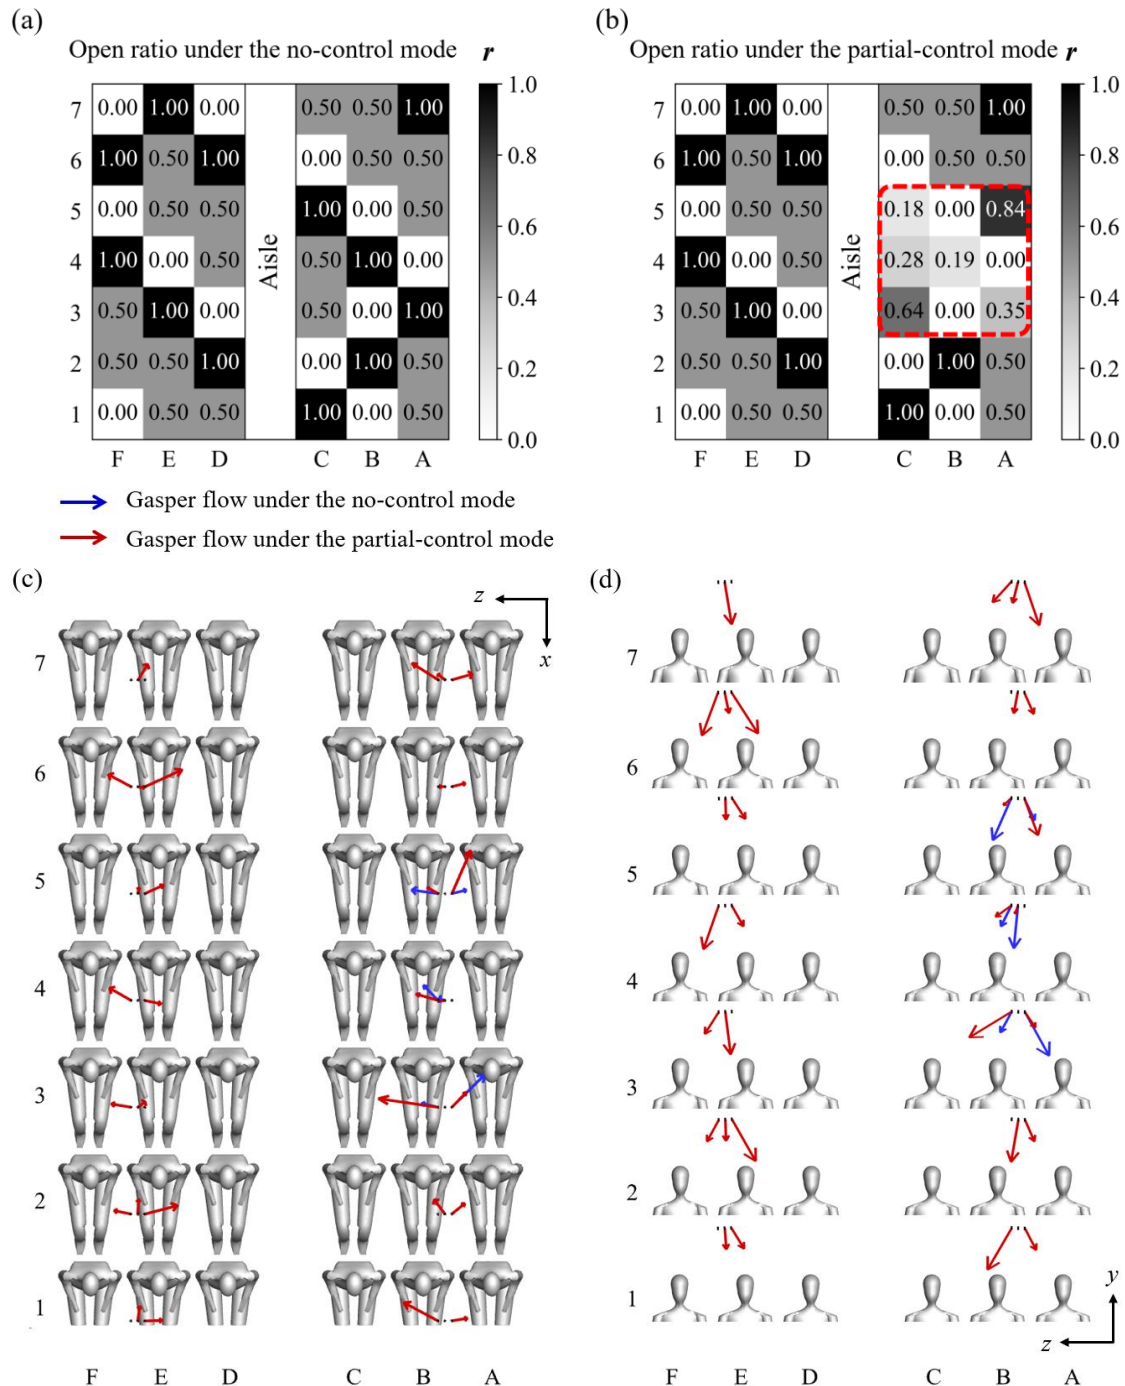 (a)
Open ratio under the no-control mode r
7 0.00 1.00 0.00 0.50 0.50 1.00
6 1.00 0.50 1.00 0.00 0.50 0.50
5 0.00 0.50 0.50 1.00 0.00 0.50
4 1.00 0.00 0.50 0.50 1.00 0.00
3 0.50 1.00 0.00 0.50 0.50 1.00
2 0.50 0.50 1.00 0.00 1.00 0.50
1 0.00 0.50 0.50 1.00 0.00 0.50
Aisle
F E D C B A
1.0
0.8
0.6
0.4
0.2
0.0
(b)
Open ratio under the partial-control mode r
7 0.00 1.00 0.00 0.50 0.50 1.00
6 1.00 0.50 1.00 0.00 0.50 0.50
5 0.00 0.50 0.50 0.18 0.00 0.84
4 1.00 0.00 0.50 0.28 0.19 0.00
3 0.50 1.00 0.00 0.64 0.00 0.35
2 0.50 0.50 1.00 0.00 1.00 0.50
1 0.00 0.50 0.50 1.00 0.00 0.50
Aisle
F E D C B A
1.0
0.8
0.6
0.4
0.2
0.0
Gasper flow under the no-control mode
Gasper flow under the partial-control mode
(c)
z
x
7
6
5
4
3
2
1
F E D C B A
(d)
7
6
5
4
3
2
1
y
z
F E D C B A